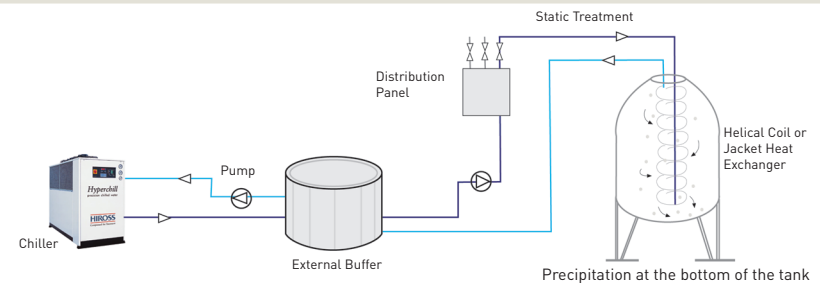 Static Treatment
Distribution
Panel
Helical Coil or
Jacket Heat
Exchanger
Pump
Hyperchill
HIROSS
Chiller
External Buffer
Precipitation at the bottom of the tank